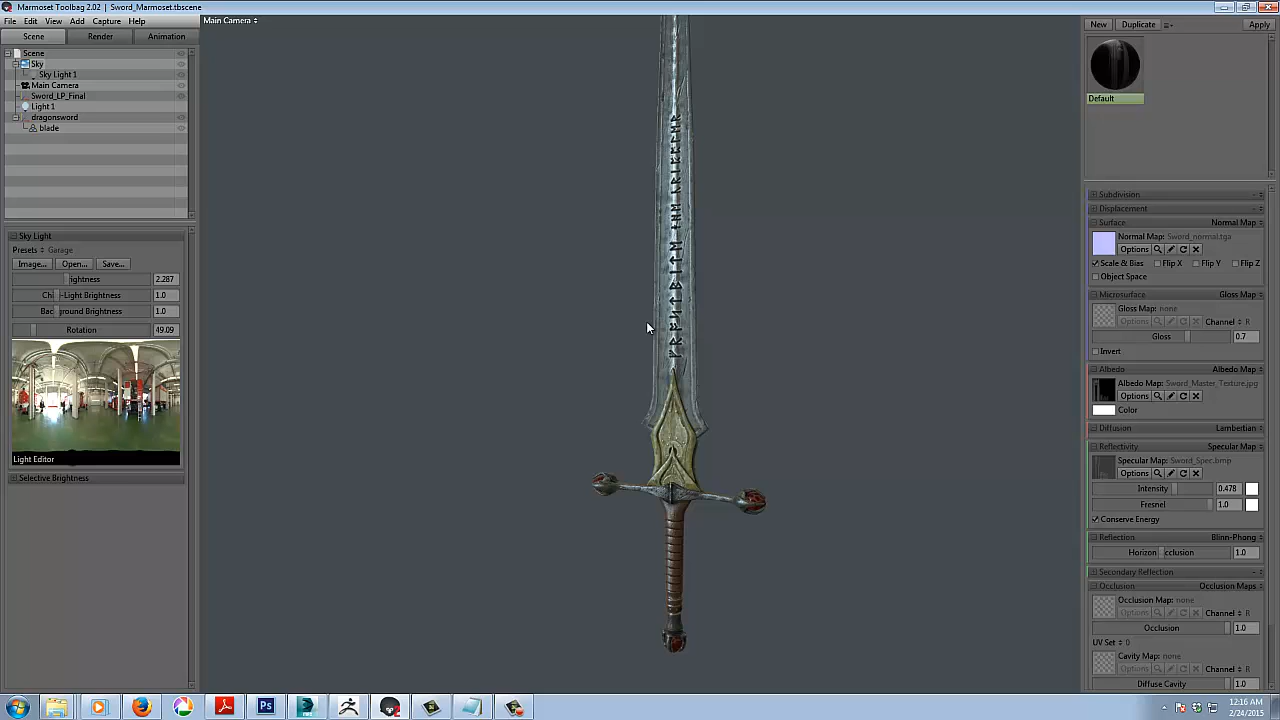 Marmoset Toolbag 2.02 | Sword_Marmoset.tbscene
File Edit View Add Capture Help
Scene Render Animation
Scene
Sky
Sky Light 1
Main Camera
Sword_LP_Final
Light 1
dragonsword
blade
Sky Light
Presets Garage
Image... Open... Save...
ightness 2.287
Chi -Light Brightness 1.0
Bac ground Brightness 1.0
Rotation 49.09
Light Editor
Selective Brightness
Main Camera
New Duplicate Apply
Default
Subdivision
Displacement
Surface Normal Map
Normal Map: Sword_normal.tga
Options
Scale & Bias Flip X Flip Y Flip Z
Object Space
Microsurface Gloss Map
Gloss Map: none
Options Channel R
Gloss 0.7
Invert
Albedo Albedo Map
Albedo Map: Sword_Master_Texture.jpg
Options
Color
Diffusion Lambertian
Reflectivity Specular Map
Specular Map: Sword_Spec.bmp
Options
Intensity 0.478
Fresnel 1.0
Conserve Energy
Reflection Blinn-Phong
Horizon cclusion 1.0
Secondary Reflection
Occlusion Occlusion Maps
Occlusion Map: none
Options Channel R
Occlusion 1.0
UV Set 0
Cavity Map: none
Options Channel R
Diffuse Cavity 1.0
Ps
12:16 AM
2/24/2015